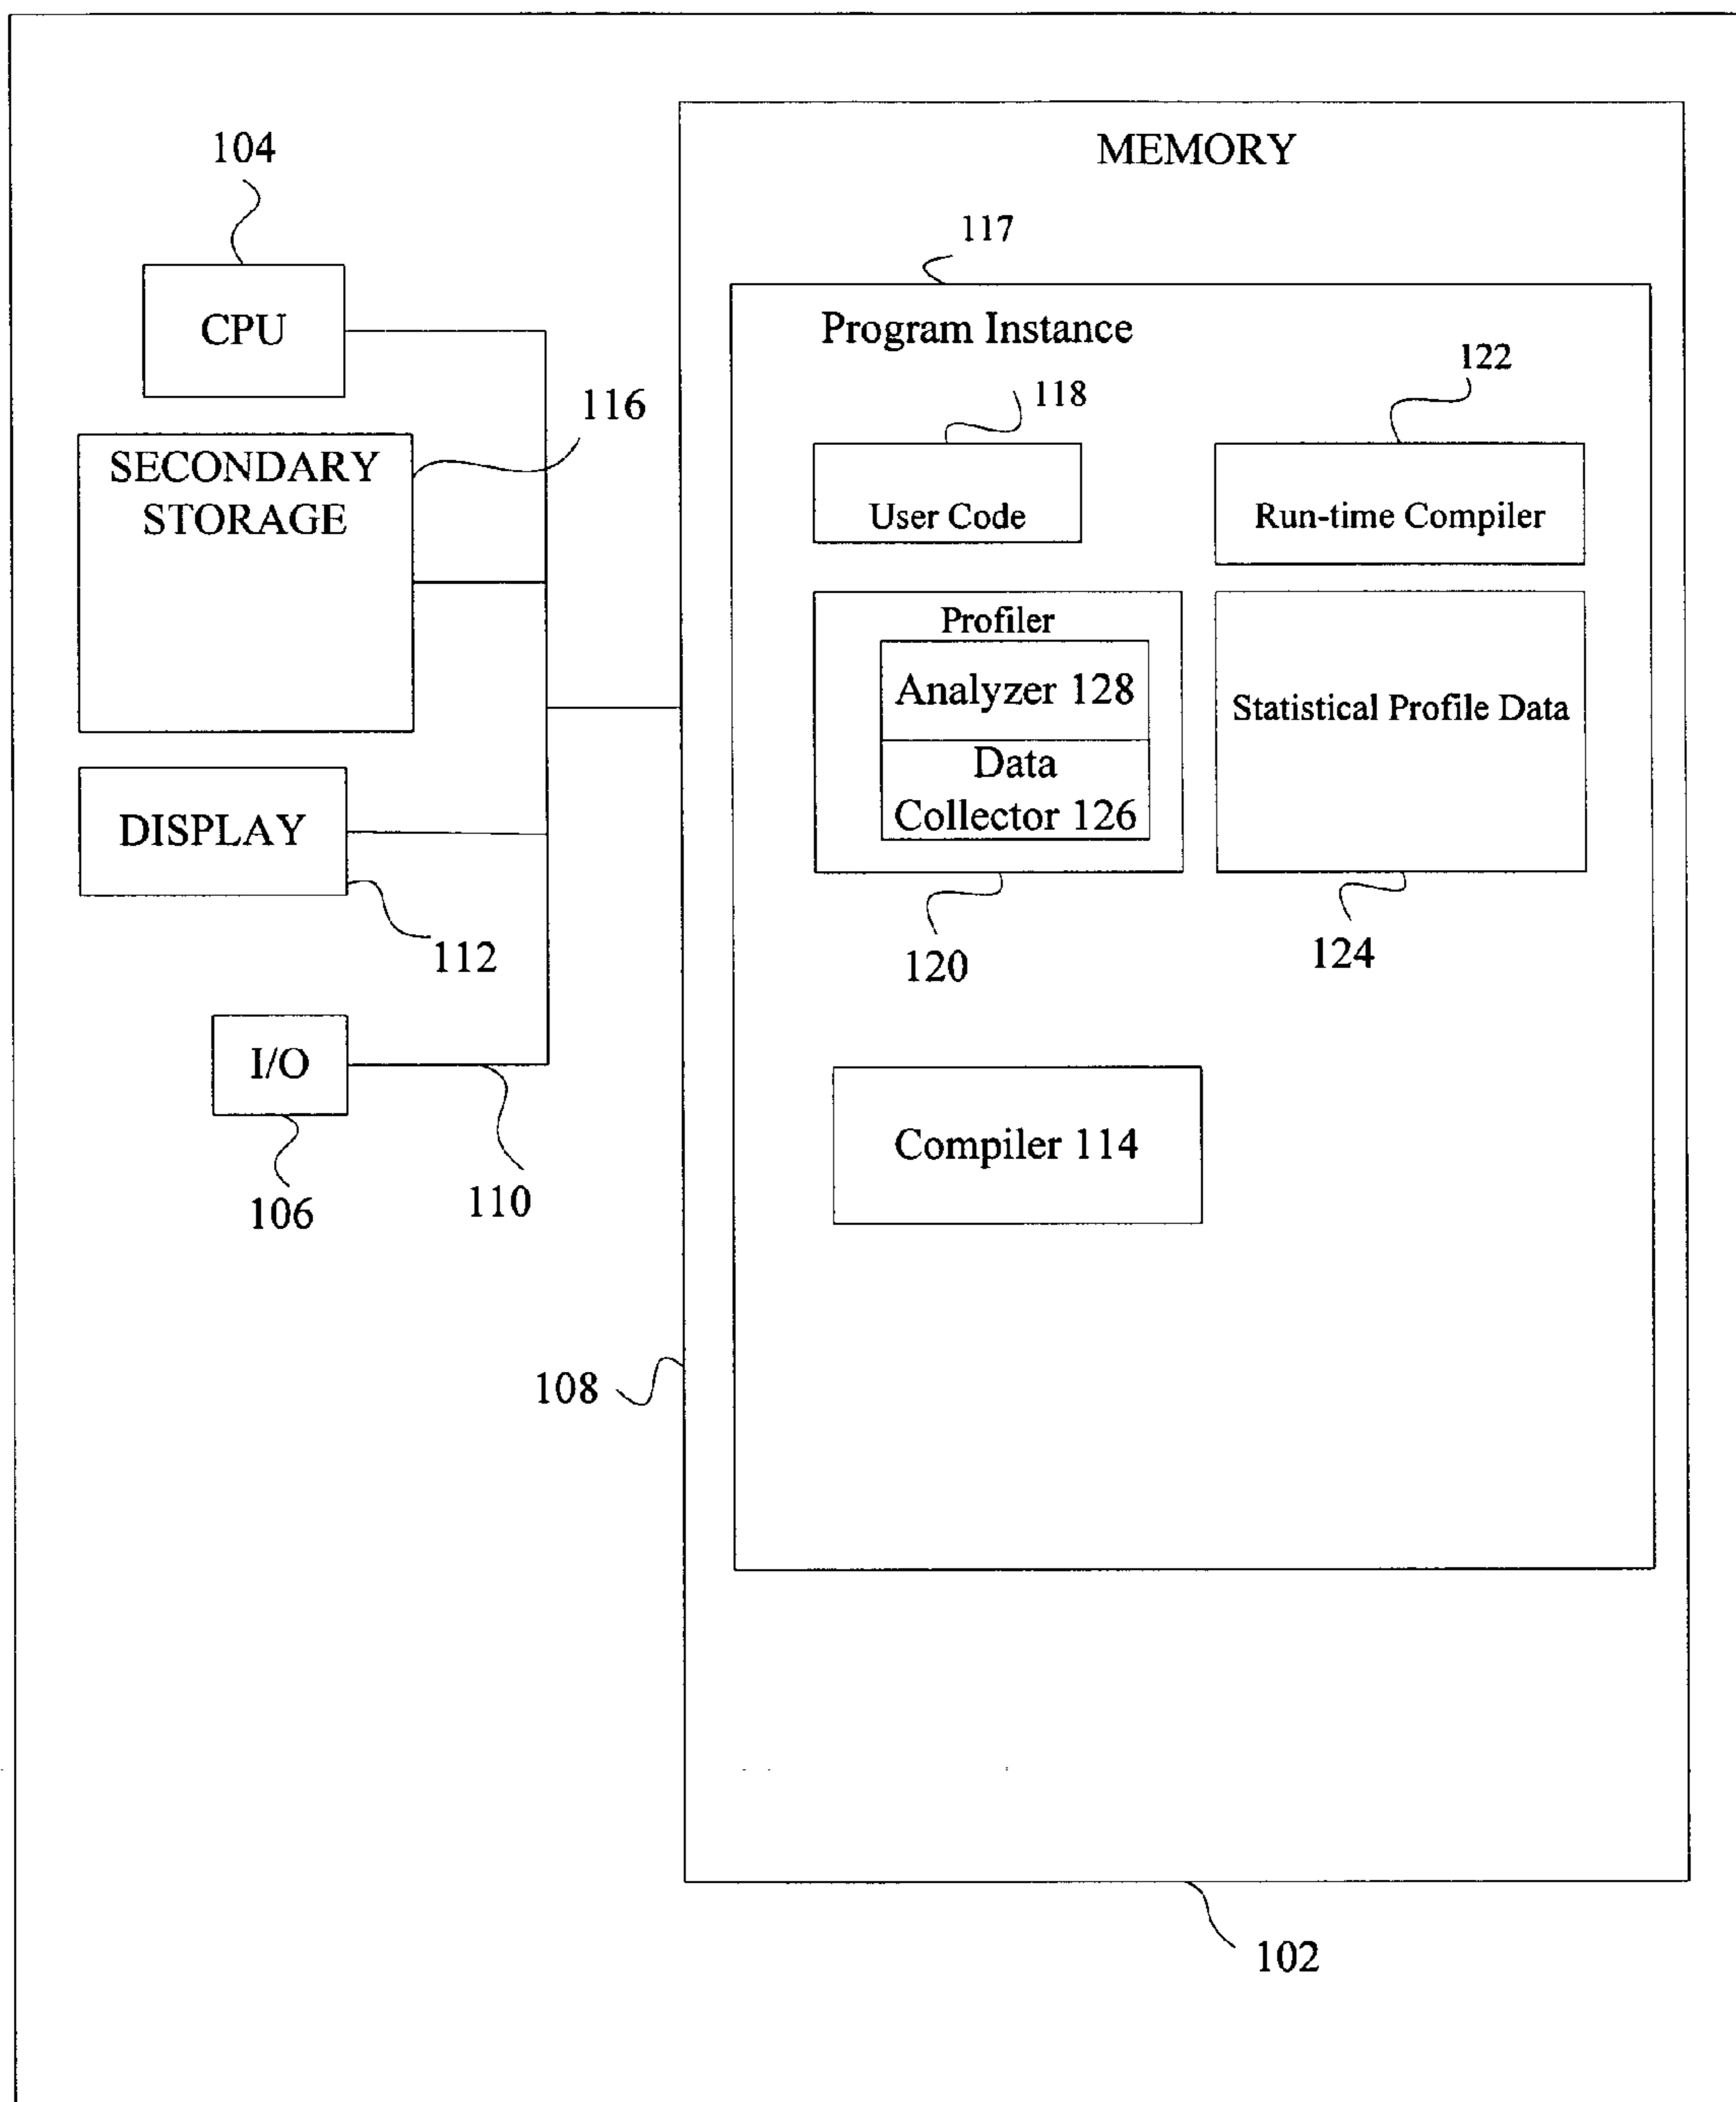 104
MEMORY
117
CPU
Program Instance
122
116
118
SECONDARY
STORAGE
User Code
Run-time Compiler
Profiler
Analyzer 128
Statistical Profile Data
Data
Collector 126
DISPLAY
112
120
124
I/O
Compiler 114
106
110
108
102